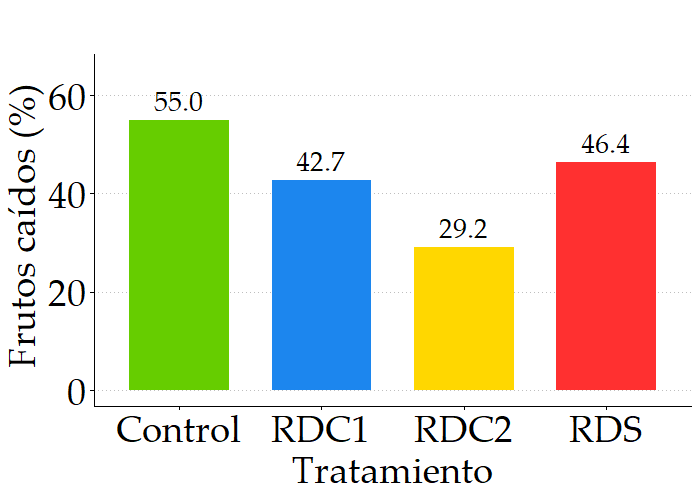 Frutos caídos (%)
60
40
20
0
55.0
42.7
29.2
46.4
Control RDC1 RDC2 RDS
Tratamiento